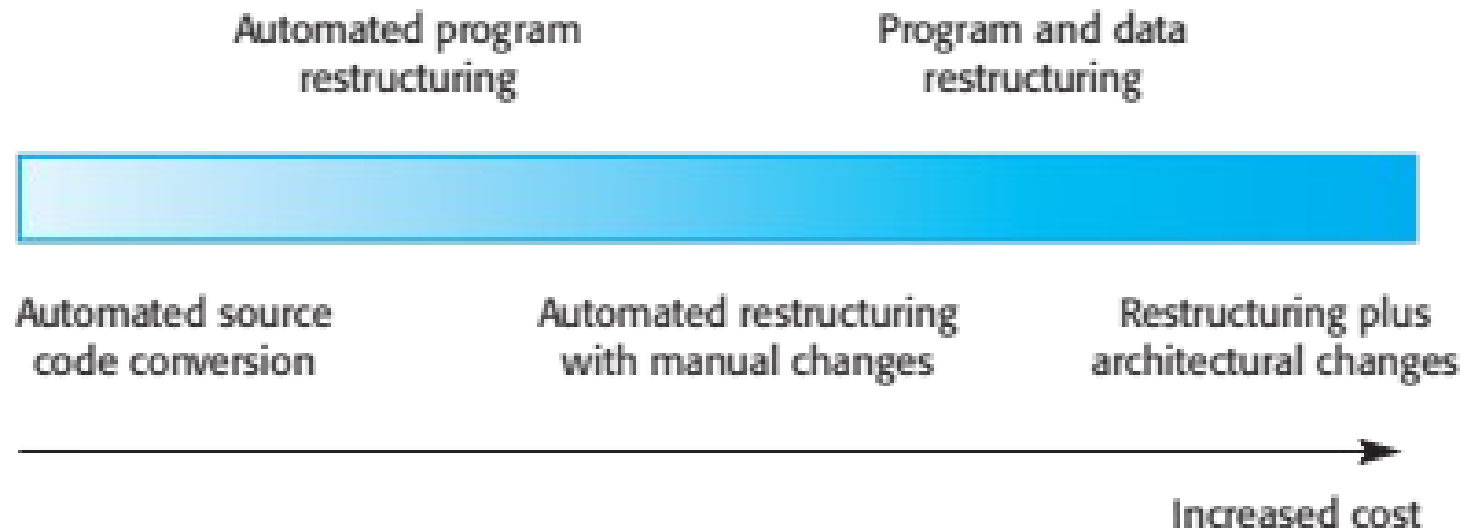 Automated program
restructuring
Program and data
restructuring
Automated source
code conversion
Automated restructuring
with manual changes
Restructuring plus
architectural changes
Increased cost